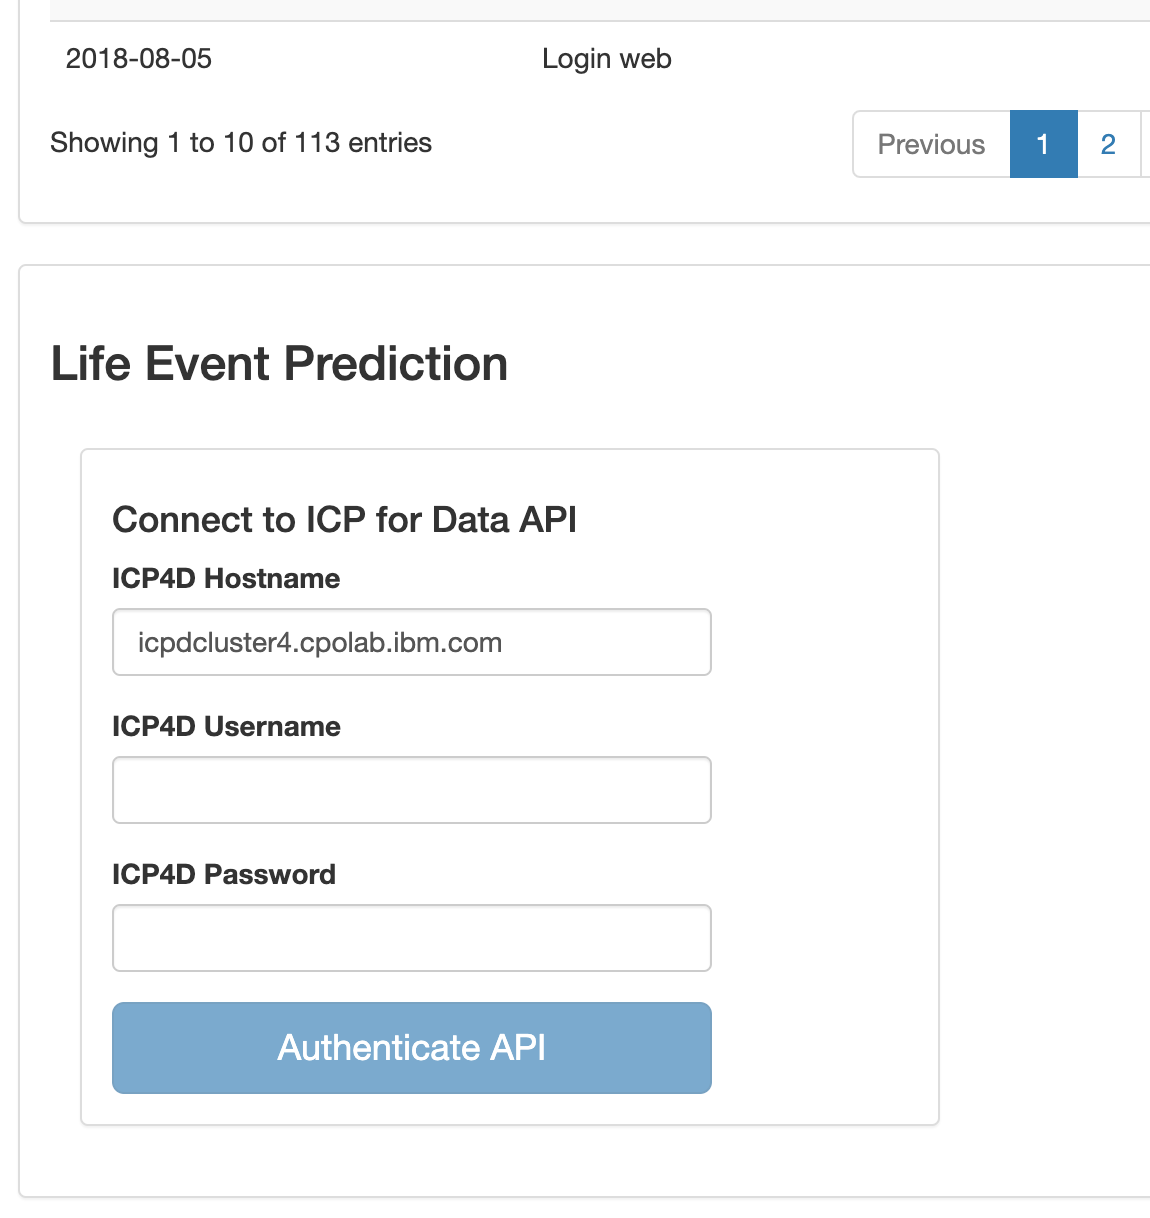 2018-08-05 Login web
Showing 1 to 10 of 113 entries Previous 1 2
Life Event Prediction
Connect to ICP for Data API
ICP4D Hostname
icpdcluster4.cpolab.ibm.com
ICP4D Username
ICP4D Password
Authenticate API